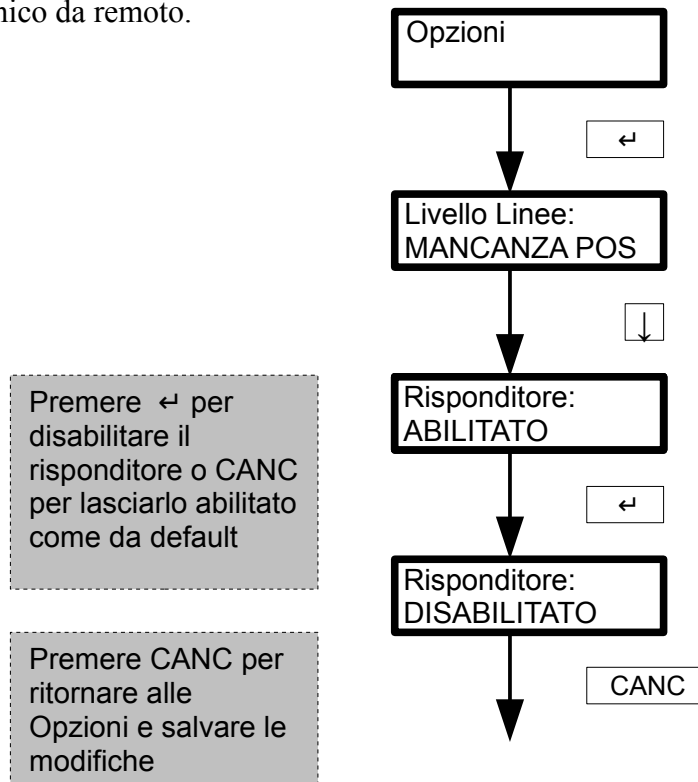 nico da remoto.
Opzioni
↵
Livello Linee:
MANCANZA POS
↓
Risponditore:
ABILITATO
Premere ↵ per
disabilitare il
risponditore o CANC
per lasciarlo abilitato
come da default
↵
Risponditore:
DISABILITATO
Premere CANC per
ritornare alle
Opzioni e salvare le
modifiche
CANC